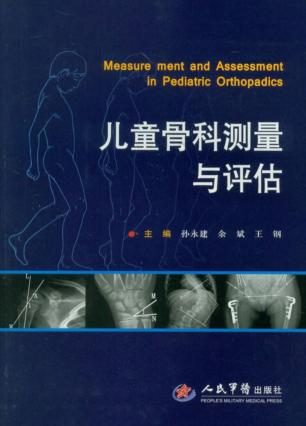 Measure ment and Assessment
in Pediatric Orthopadics
儿童骨科测量
与评估
主 编 孙永建 余 斌 王 钢
人民军医出版社
PEOPLE'S MILITARY MEDICAL PRESS